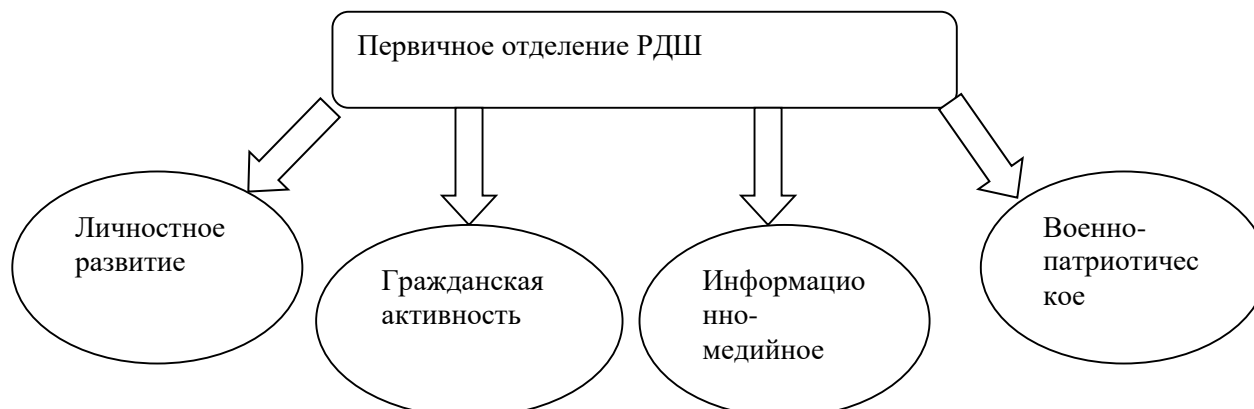 Первичное отделение РДШ
Личностное
развитие
Гражданская
активность
Информацио
нно-
медийное
Военно-
патриотичес
кое